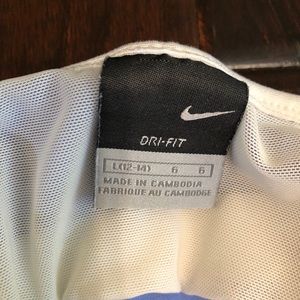 DRI-FIT
L(12-14) 6 6
MADE IN CAMBODIA
FABRIQUE AU CAMBODGE